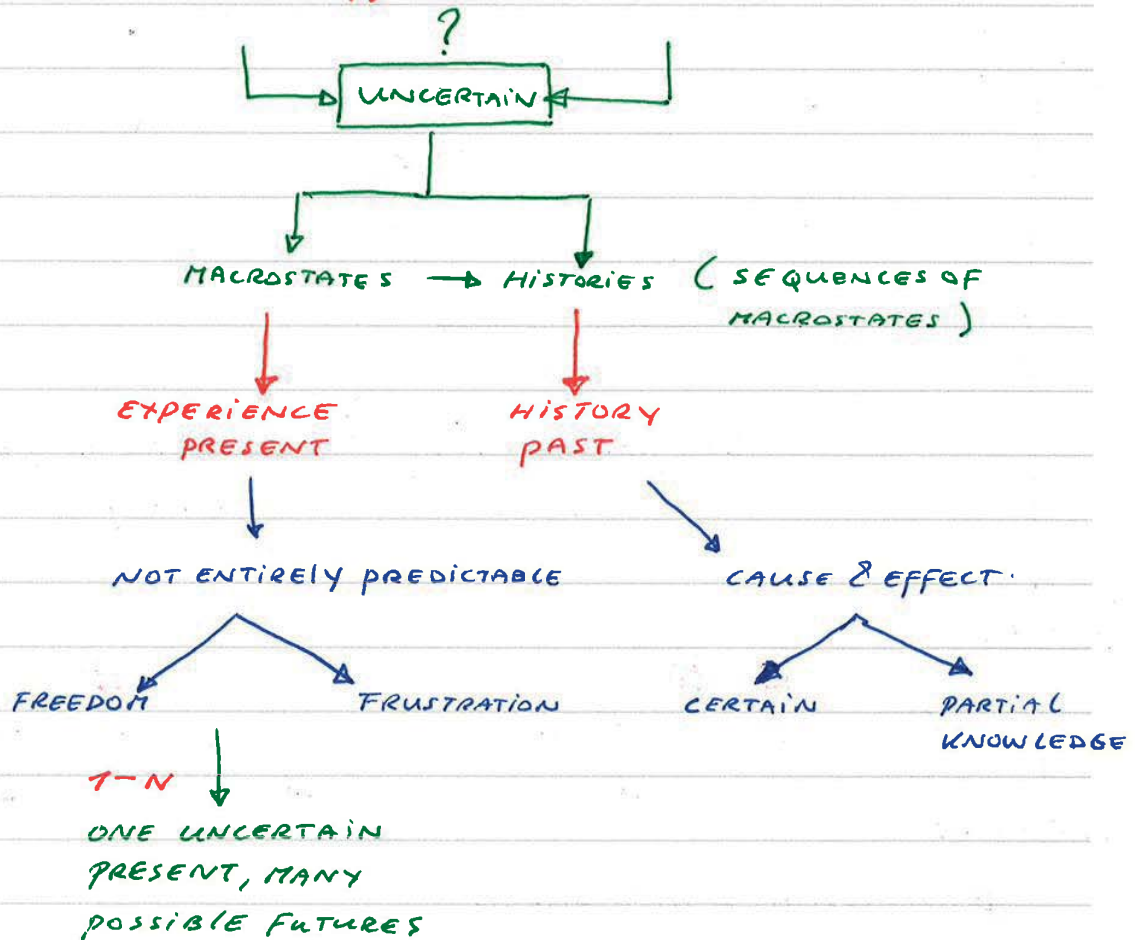 ?
UNCERTAIN
MACROSTATES → HISTORIES (SEQUENCES OF
MACROSTATES)
EXPERIENCE
PRESENT
HISTORY
PAST
NOT ENTIRELY PREDICTABLE
CAUSE & EFFECT.
FREEDOM
FRUSTRATION
CERTAIN
PARTIAL
KNOWLEDGE
1-N
ONE UNCERTAIN
PRESENT, MANY
POSSIBLE FUTURES